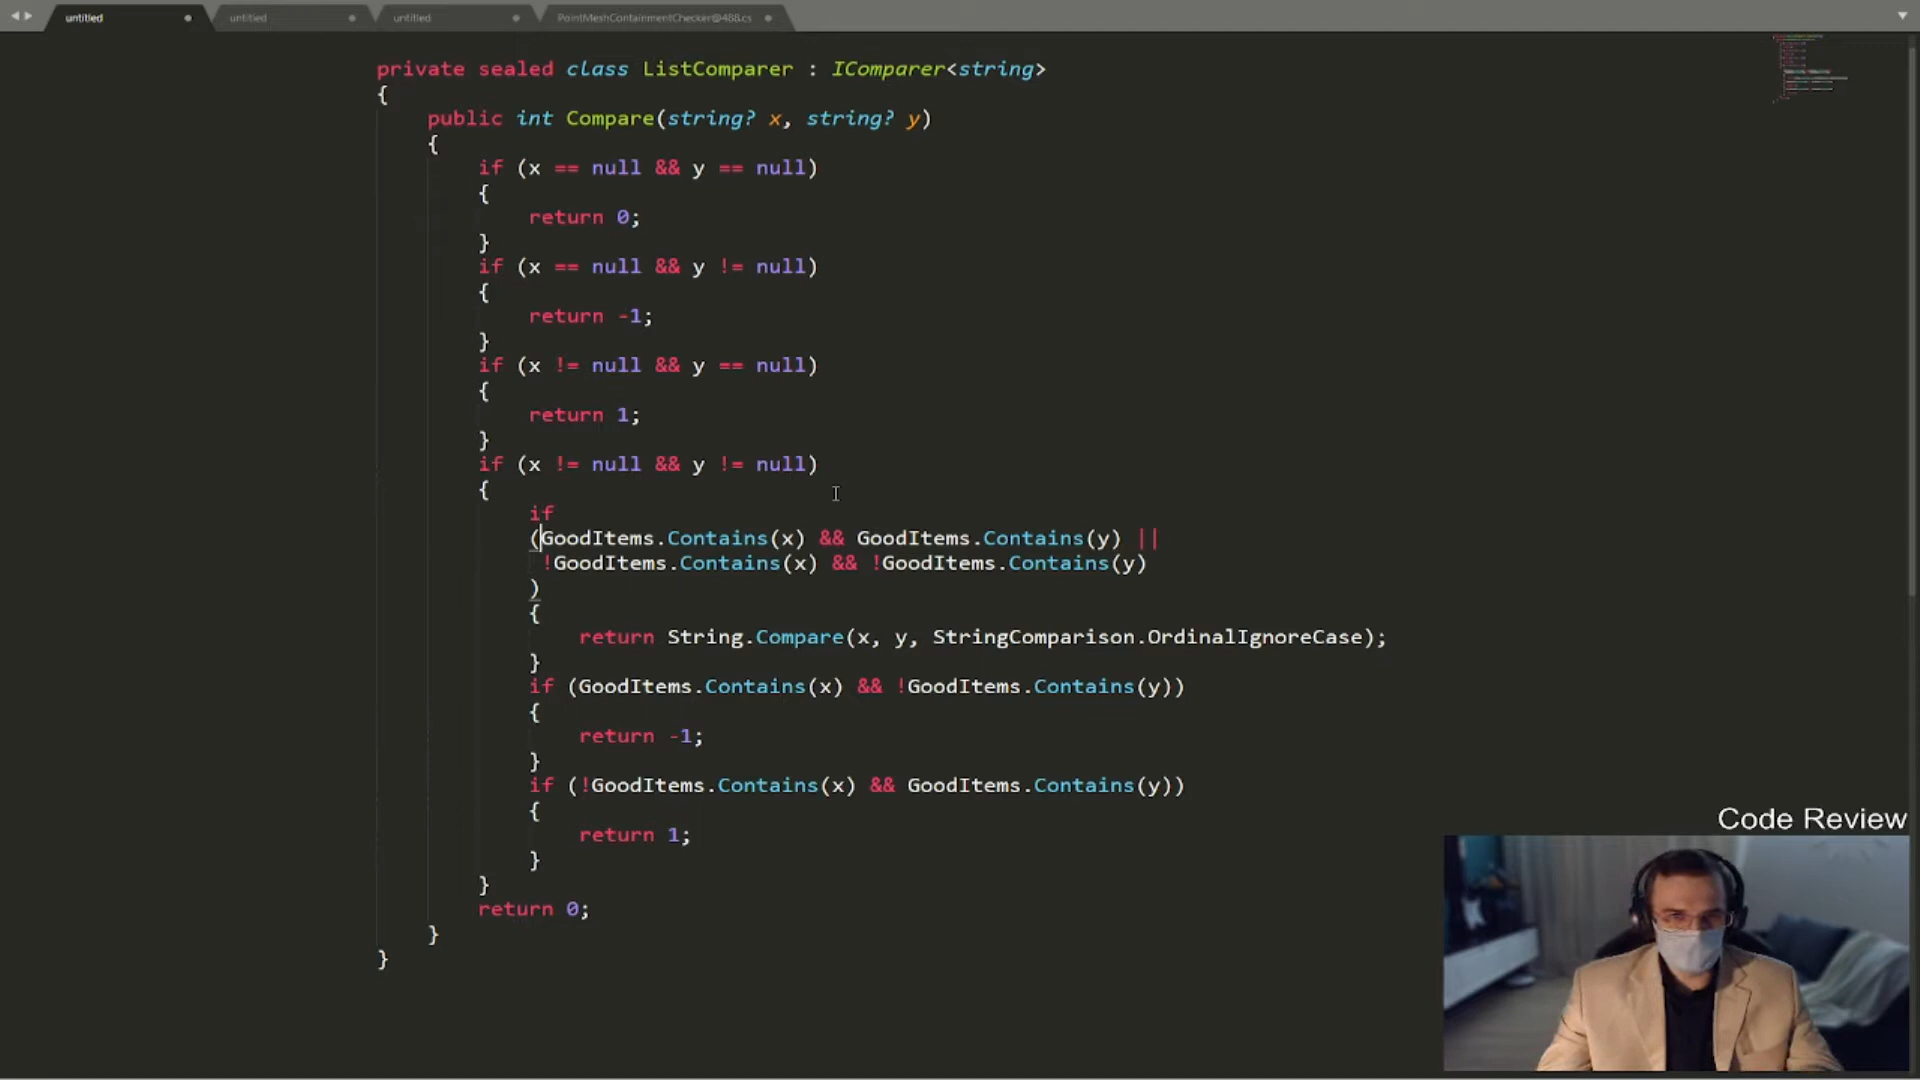 untitled
untitled
untitled
PointMeshContainmentChecker@488.cs
private sealed class ListComparer : IComparer<string>
{
public int Compare(string? x, string? y)
{
if (x == null && y == null)
{
return 0;
}
if (x == null && y != null)
{
return -1;
}
if (x != null && y == null)
{
return 1;
}
if (x != null && y != null)
{
if
(GoodItems.Contains(x) && GoodItems.Contains(y) ||
!GoodItems.Contains(x) && !GoodItems.Contains(y)
)
{
return String.Compare(x, y, StringComparison.OrdinalIgnoreCase);
}
if (GoodItems.Contains(x) && !GoodItems.Contains(y))
{
return -1;
}
if (!GoodItems.Contains(x) && GoodItems.Contains(y))
{
return 1;
}
}
return 0;
}
}
Code Review